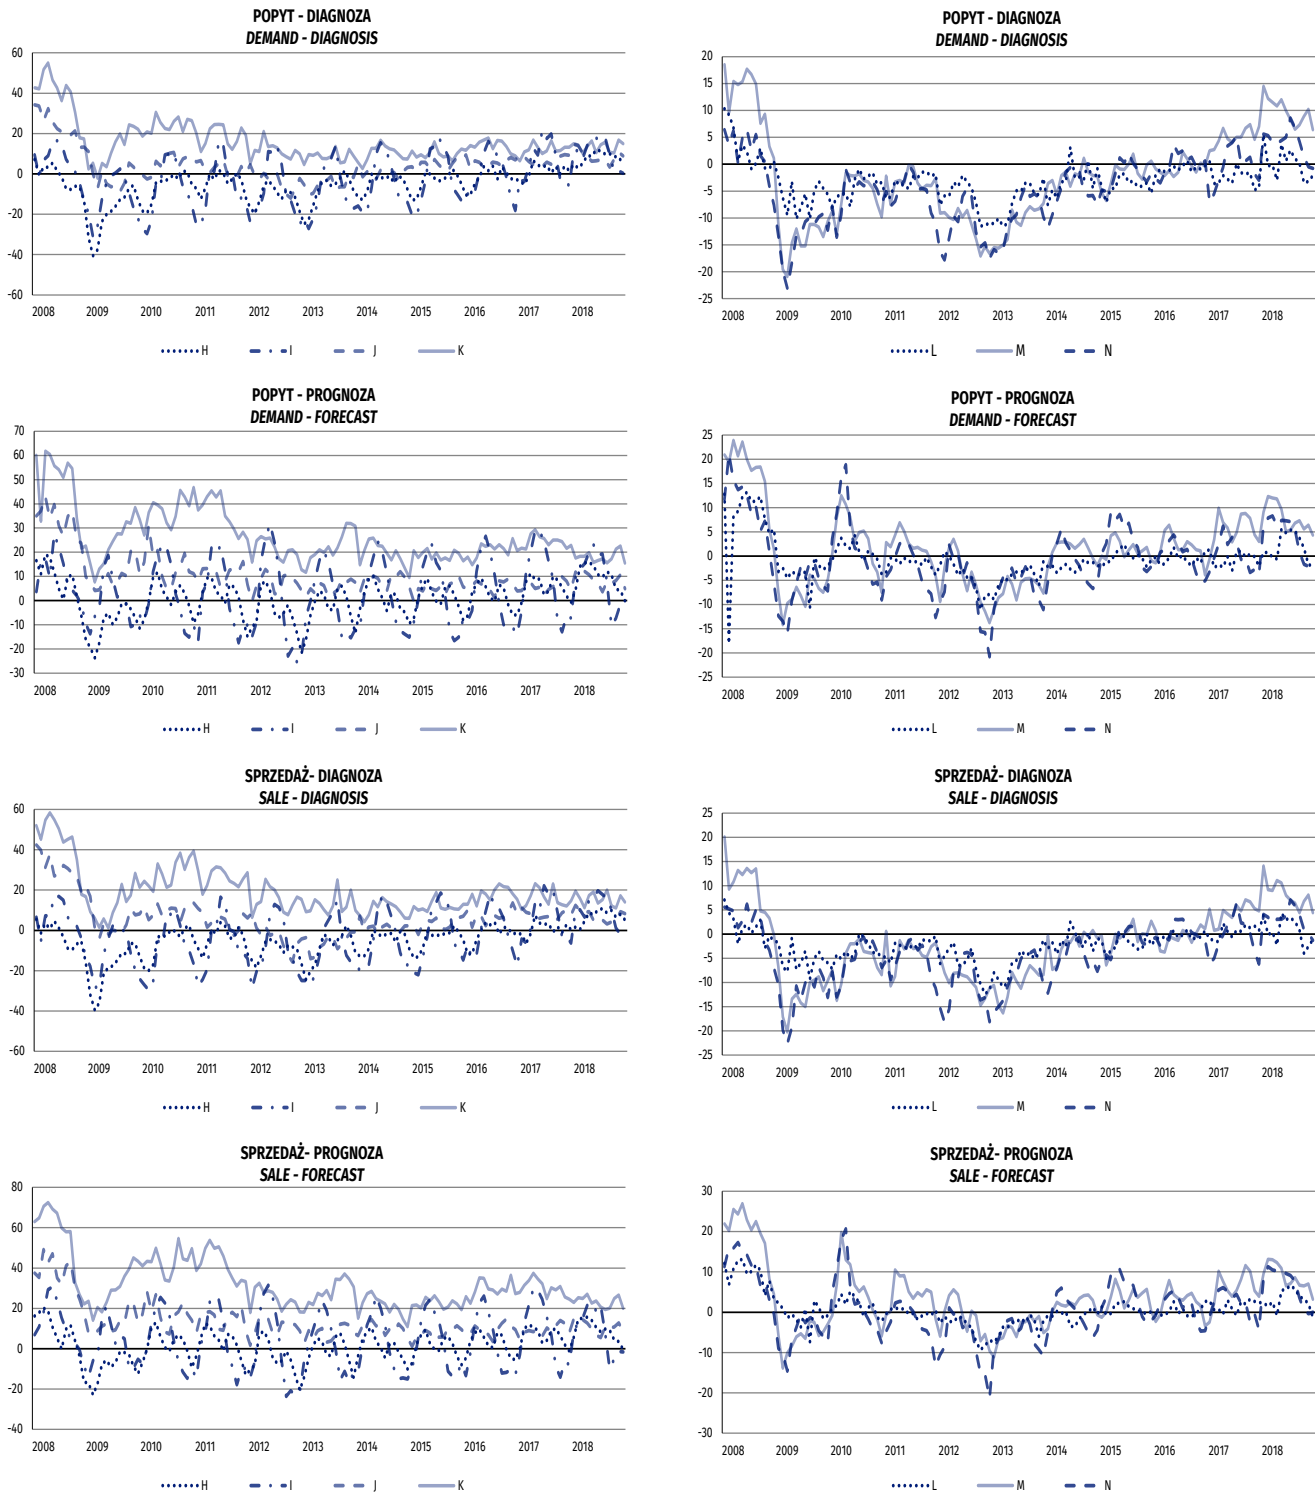 POPYT - DIAGNOZA
DEMAND - DIAGNOSIS
60
40
20
0
-20
-40
-60
2008 2009 2010 2011 2012 2013 2014 2015 2016 2017 2018
H I J K
POPYT - DIAGNOZA
DEMAND - DIAGNOSIS
20
15
10
5
0
-5
-10
-15
-20
-25
2008 2009 2010 2011 2012 2013 2014 2015 2016 2017 2018
L M N
POPYT - PROGNOZA
DEMAND - FORECAST
70
60
50
40
30
20
10
0
-10
-20
-30
2008 2009 2010 2011 2012 2013 2014 2015 2016 2017 2018
H I J K
POPYT - PROGNOZA
DEMAND - FORECAST
25
20
15
10
5
0
-5
-10
-15
-20
-25
2008 2009 2010 2011 2012 2013 2014 2015 2016 2017 2018
L M N
SPRZEDAŻ- DIAGNOZA
SALE - DIAGNOSIS
60
40
20
0
-20
-40
-60
2008 2009 2010 2011 2012 2013 2014 2015 2016 2017 2018
H I J K
SPRZEDAŻ- DIAGNOZA
SALE - DIAGNOSIS
25
20
15
10
5
0
-5
-10
-15
-20
-25
2008 2009 2010 2011 2012 2013 2014 2015 2016 2017 2018
L M N
SPRZEDAŻ- PROGNOZA
SALE - FORECAST
80
60
40
20
0
-20
-40
2008 2009 2010 2011 2012 2013 2014 2015 2016 2017 2018
H I J K
SPRZEDAŻ- PROGNOZA
SALE - FORECAST
30
20
10
0
-10
-20
-30
2008 2009 2010 2011 2012 2013 2014 2015 2016 2017 2018
L M N